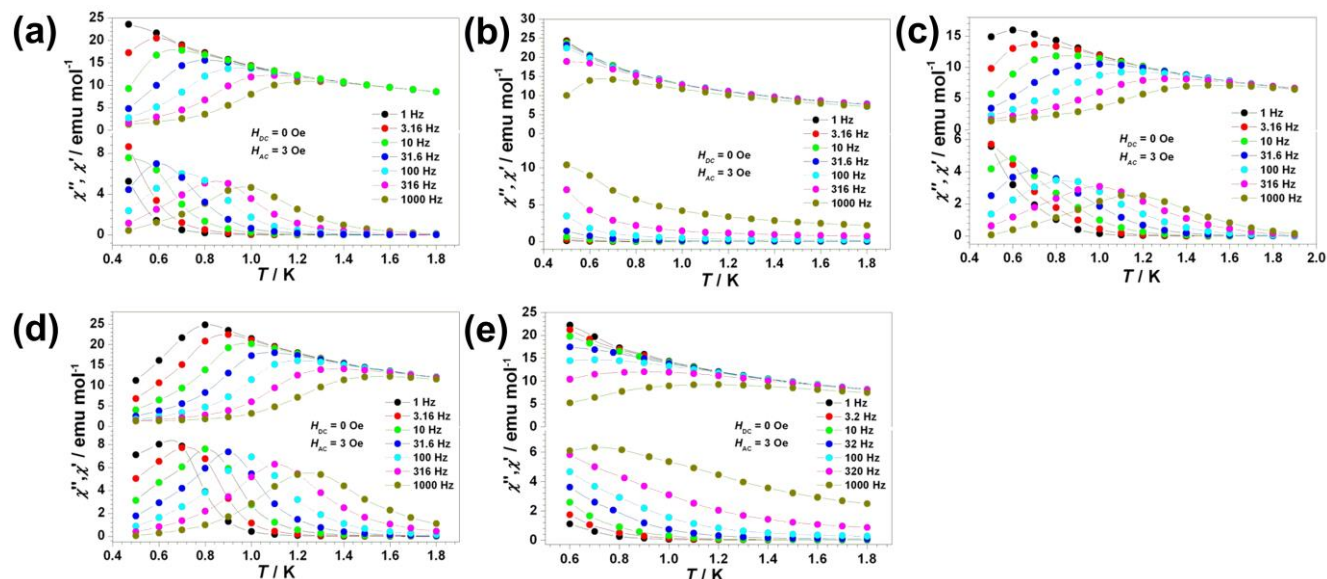 (a)
χ'', χ' / emu mol⁻¹
25
20
15
10
5
0
8
4
0
H_DC = 0 Oe
H_AC = 3 Oe
1 Hz
3.16 Hz
10 Hz
31.6 Hz
100 Hz
316 Hz
1000 Hz
0.4 0.6 0.8 1.0 1.2 1.4 1.6 1.8
T / K
(b)
χ'', χ' / emu mol⁻¹
30
25
20
15
10
5
0
10
5
0
H_DC = 0 Oe
H_AC = 3 Oe
1 Hz
3.16 Hz
10 Hz
31.6 Hz
100 Hz
316 Hz
1000 Hz
0.4 0.6 0.8 1.0 1.2 1.4 1.6 1.8
T / K
(c)
χ'', χ' / emu mol⁻¹
15
10
5
0
6
4
2
0
H_DC = 0 Oe
H_AC = 3 Oe
1 Hz
3.16 Hz
10 Hz
31.6 Hz
100 Hz
316 Hz
1000 Hz
0.4 0.6 0.8 1.0 1.2 1.4 1.6 1.8 2.0
T / K
(d)
χ'',χ' / emu mol⁻¹
25
20
15
10
5
0
8
6
4
2
0
H_DC = 0 Oe
H_AC = 3 Oe
1 Hz
3.16 Hz
10 Hz
31.6 Hz
100 Hz
316 Hz
1000 Hz
0.4 0.6 0.8 1.0 1.2 1.4 1.6 1.8
T / K
(e)
χ'',χ' / emu mol⁻¹
25
20
15
10
5
0
6
4
2
0
H_DC = 0 Oe
H_AC = 3 Oe
1 Hz
3.2 Hz
10 Hz
32 Hz
100 Hz
320 Hz
1000 Hz
0.6 0.8 1.0 1.2 1.4 1.6 1.8
T / K